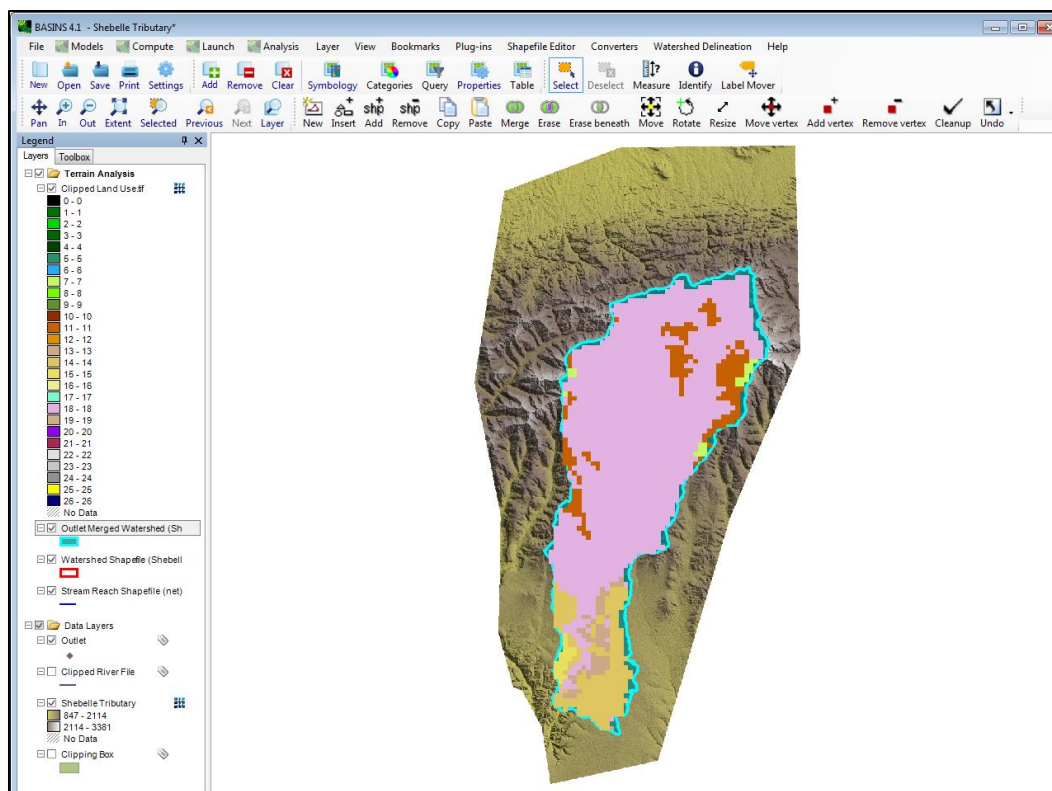 BASINS 4.1 - Shebelle Tributary*
File Models Compute Launch Analysis Layer View Bookmarks Plug-ins Shapefile Editor Converters Watershed Delineation Help
New Open Save Print Settings Add Remove Clear Symbology Categories Query Properties Table Select Deselect Measure Identify Label Mover
Pan In Out Extent Selected Previous Next Layer New Insert Add Remove Copy Paste Merge Erase Erase beneath Move Rotate Resize Move vertex Add vertex Remove vertex Cleanup Undo
Legend
Layers Toolbox
Terrain Analysis
Clipped Land Use.tif
0 - 0
1 - 1
2 - 2
3 - 3
4 - 4
5 - 5
6 - 6
7 - 7
8 - 8
9 - 9
10 - 10
11 - 11
12 - 12
13 - 13
14 - 14
15 - 15
16 - 16
17 - 17
18 - 18
19 - 19
20 - 20
21 - 21
22 - 22
23 - 23
24 - 24
25 - 25
26 - 26
No Data
Outlet Merged Watershed (Sh
Watershed Shapefile (Shebell
Stream Reach Shapefile (net)
Data Layers
Outlet
Clipped River File
Shebelle Tributary
847 - 2114
2114 - 3381
No Data
Clipping Box